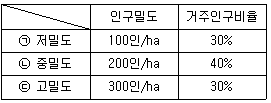 인구밀도 거주인구비율
㉠ 저밀도 100인/ha 30%
㉡ 중밀도 200인/ha 40%
㉢ 고밀도 300인/ha 30%